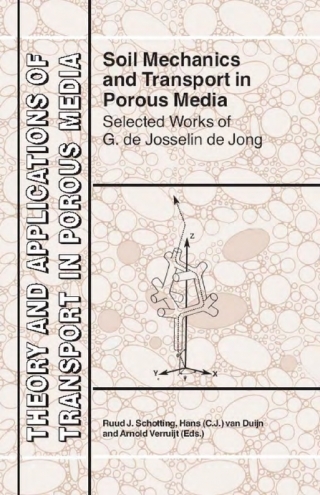 THEORY AND APPLICATIONS OF
TRANSPORT IN POROUS MEDIA
Soil Mechanics
and Transport in
Porous Media
Selected Works of
G. de Josselin de Jong
Z
Y
X
Ruud J. Schotting, Hans (C.J.) van Duijn
and Arnold Verruijt (Eds.)